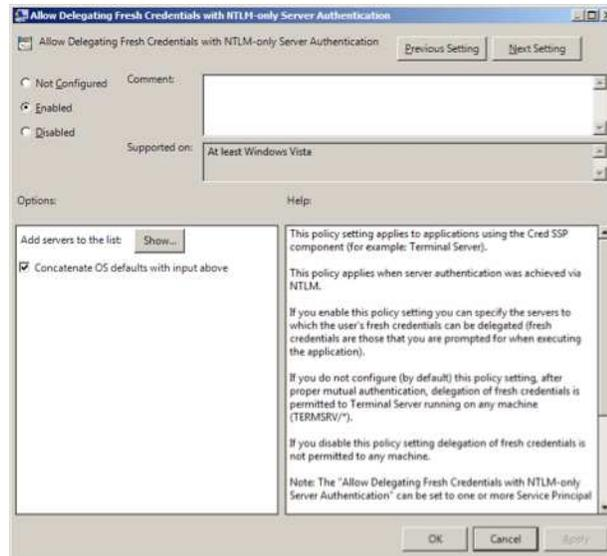 Allow Delegating Fresh Credentials with NTLM-only Server Authentication
Allow Delegating Fresh Credentials with NTLM-only Server Authentication
Previous Setting
Next Setting
Not Configured
Comment:
Enabled
Disabled
Supported on:
At least Windows Vista
Options:
Help:
Add servers to the list:
Show...
Concatenate OS defaults with input above
This policy setting applies to applications using the Cred SSP
component (for example: Terminal Server).
This policy applies when server authentication was achieved via
NTLM.
If you enable this policy setting you can specify the servers to
which the user's fresh credentials can be delegated (fresh
credentials are those that you are prompted for when executing
the application).
If you do not configure (by default) this policy setting, after
proper mutual authentication, delegation of fresh credentials is
permitted to Terminal Server running on any machine
(TERMSRV/*).
If you disable this policy setting delegation of fresh credentials is
not permitted to any machine.
Note: The "Allow Delegating Fresh Credentials with NTLM-only
Server Authentication" can be set to one or more Service Principal
OK
Cancel
Apply